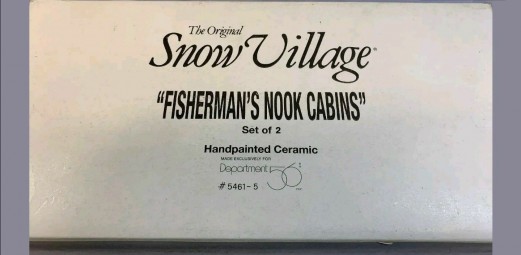 The Original
Snow Village®
"FISHERMAN'S NOOK CABINS"
Set of 2
Handpainted Ceramic
MADE EXCLUSIVELY FOR
Department 56
# 5461-5